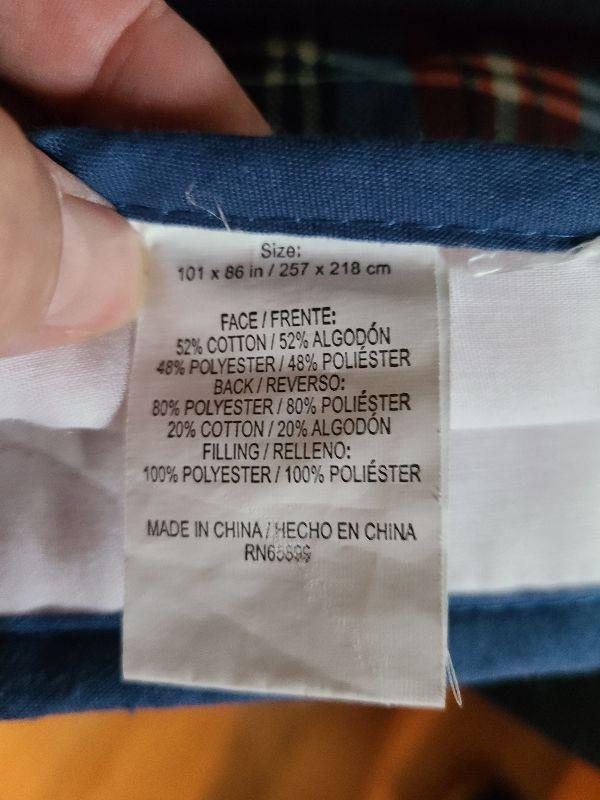 Size:
101 x 86 in / 257 x 218 cm
FACE / FRENTE:
52% COTTON / 52% ALGODÓN
48% POLYESTER / 48% POLIÉSTER
BACK / REVERSO:
80% POLYESTER / 80% POLIÉSTER
20% COTTON / 20% ALGODÓN
FILLING / RELLENO:
100% POLYESTER / 100% POLIÉSTER
MADE IN CHINA / HECHO EN CHINA